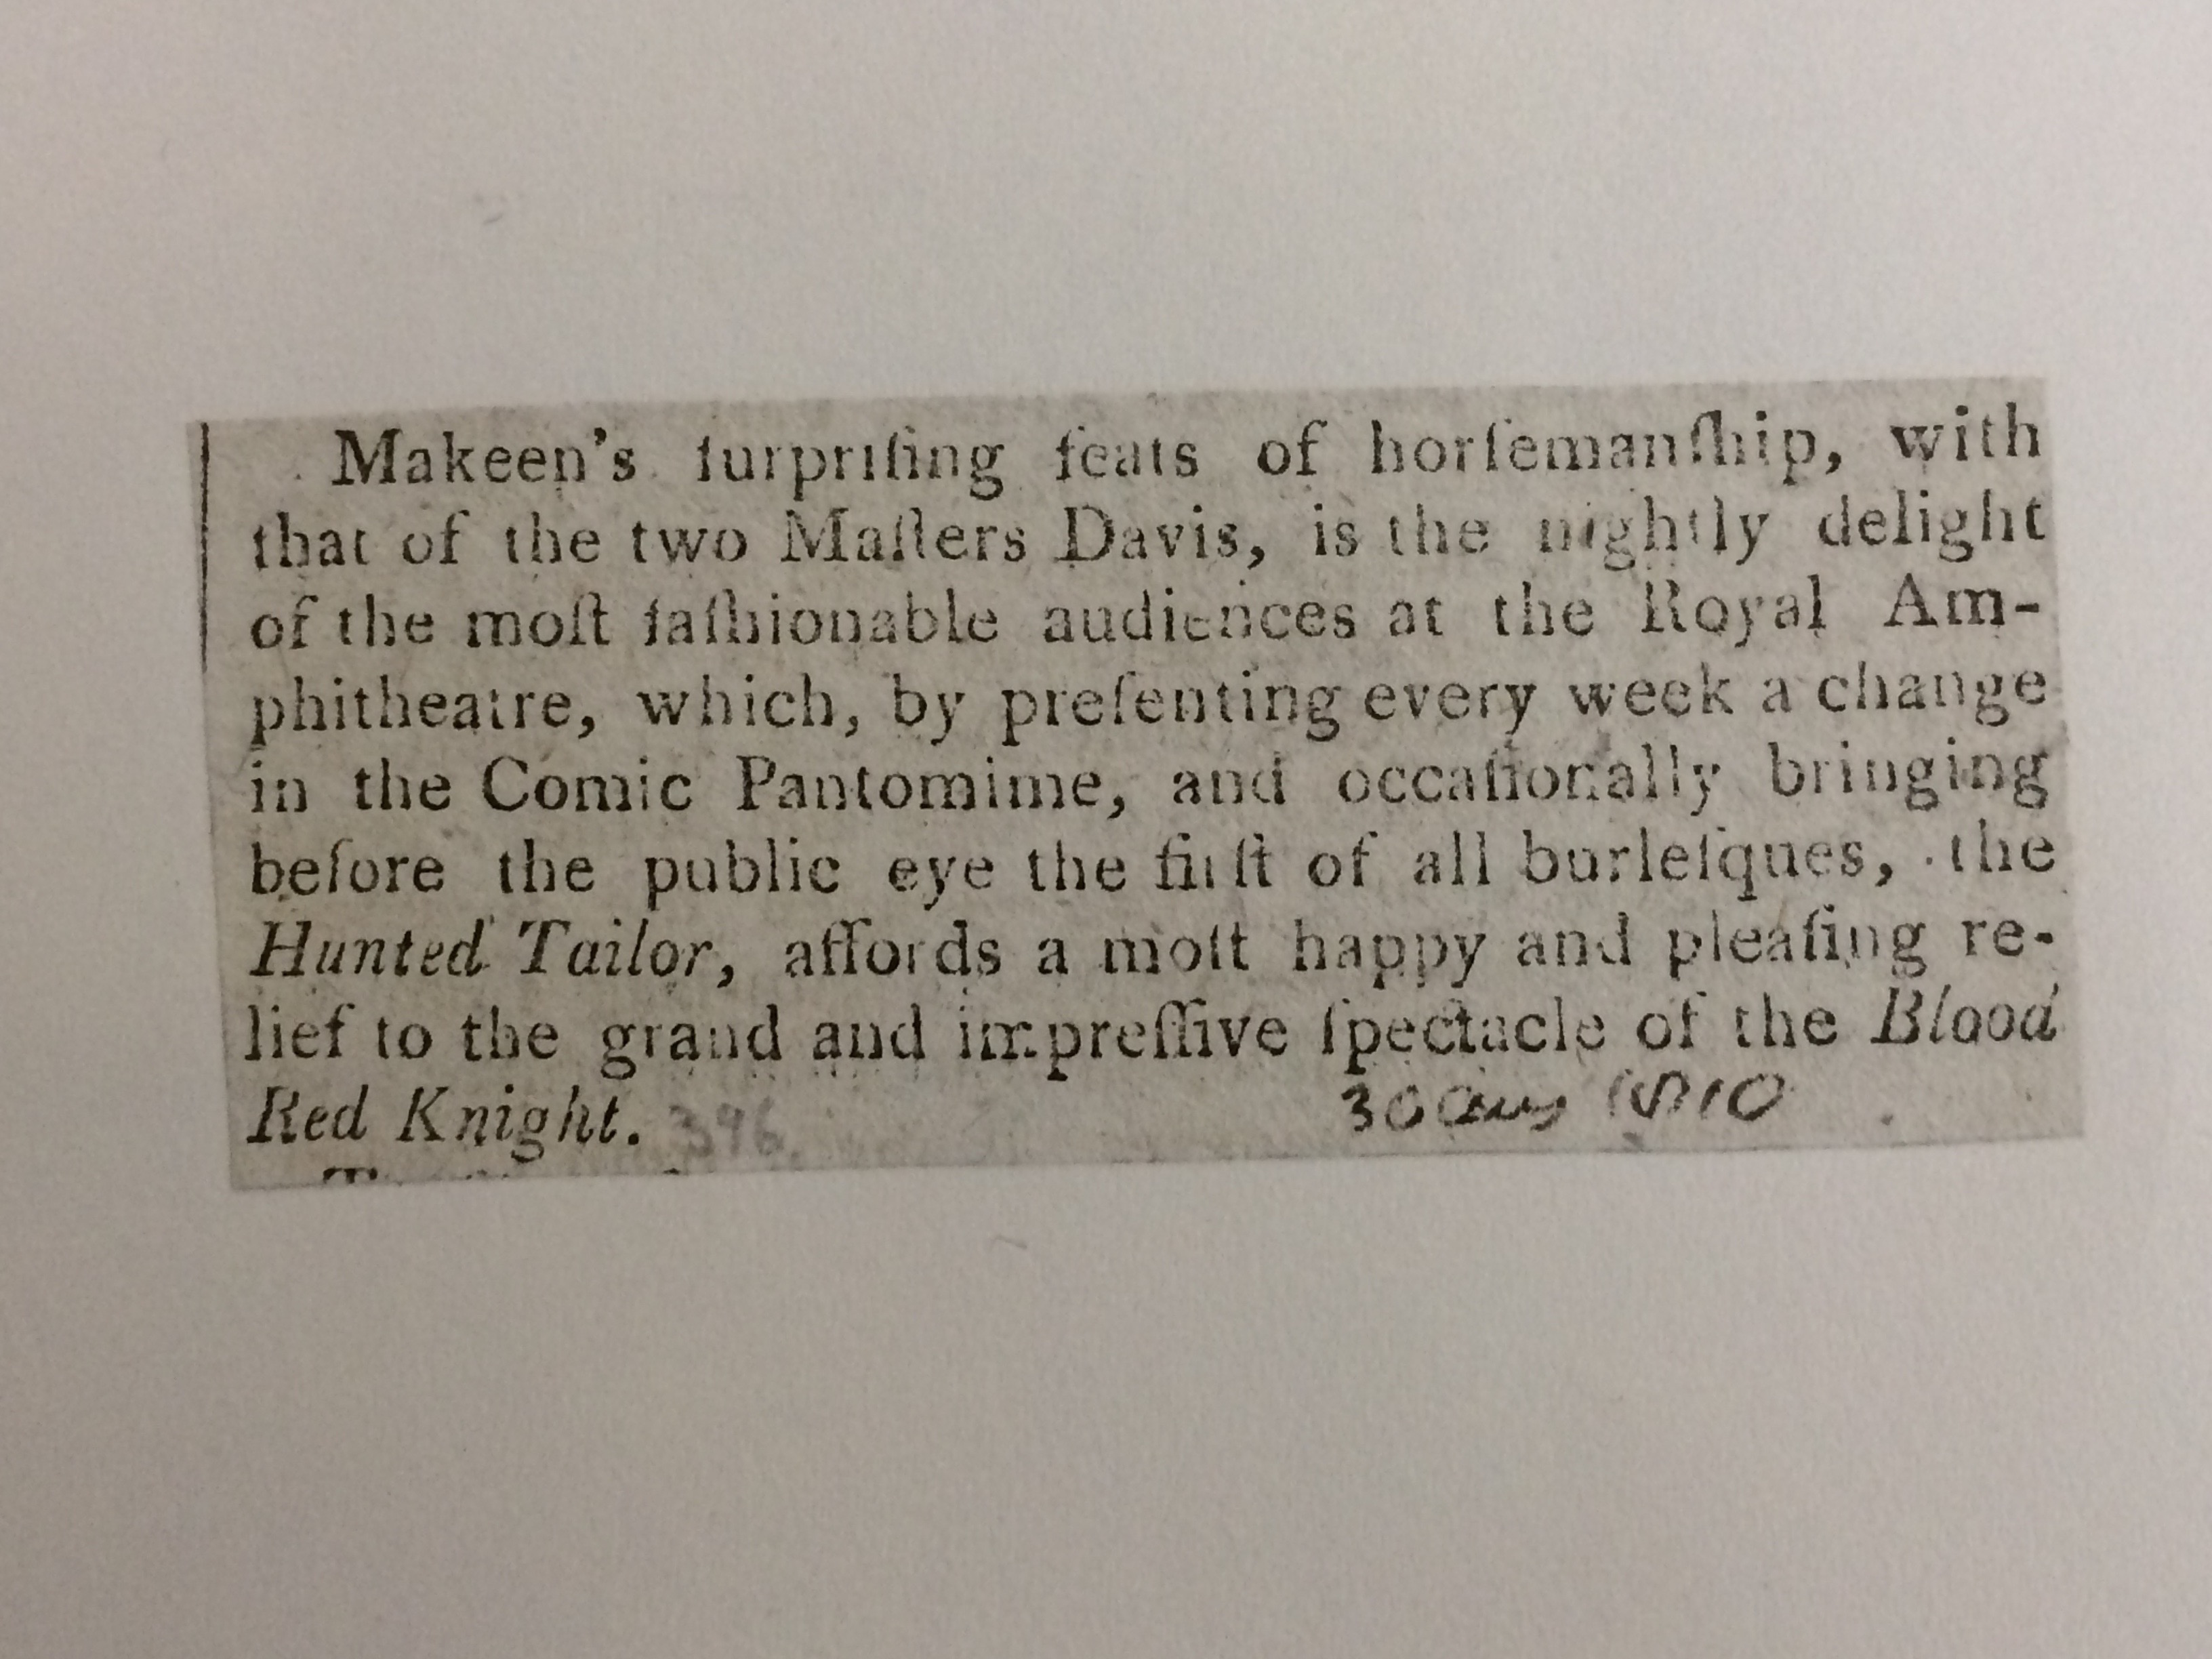 Makeen's ſurpriſing feats of horſemanſhip, with
that of the two Maſters Davis, is the nightly delight
of the moſt faſhionable audiences at the Royal Am-
phitheatre, which, by preſenting every week a change
in the Comic Pantomime, and occaſionally bringing
before the public eye the firſt of all burleſques, the
Hunted Tailor, affords a moſt happy and pleaſing re-
lief to the grand and impreſſive ſpectacle of the Blood
Red Knight. 396
30 Aug 1810